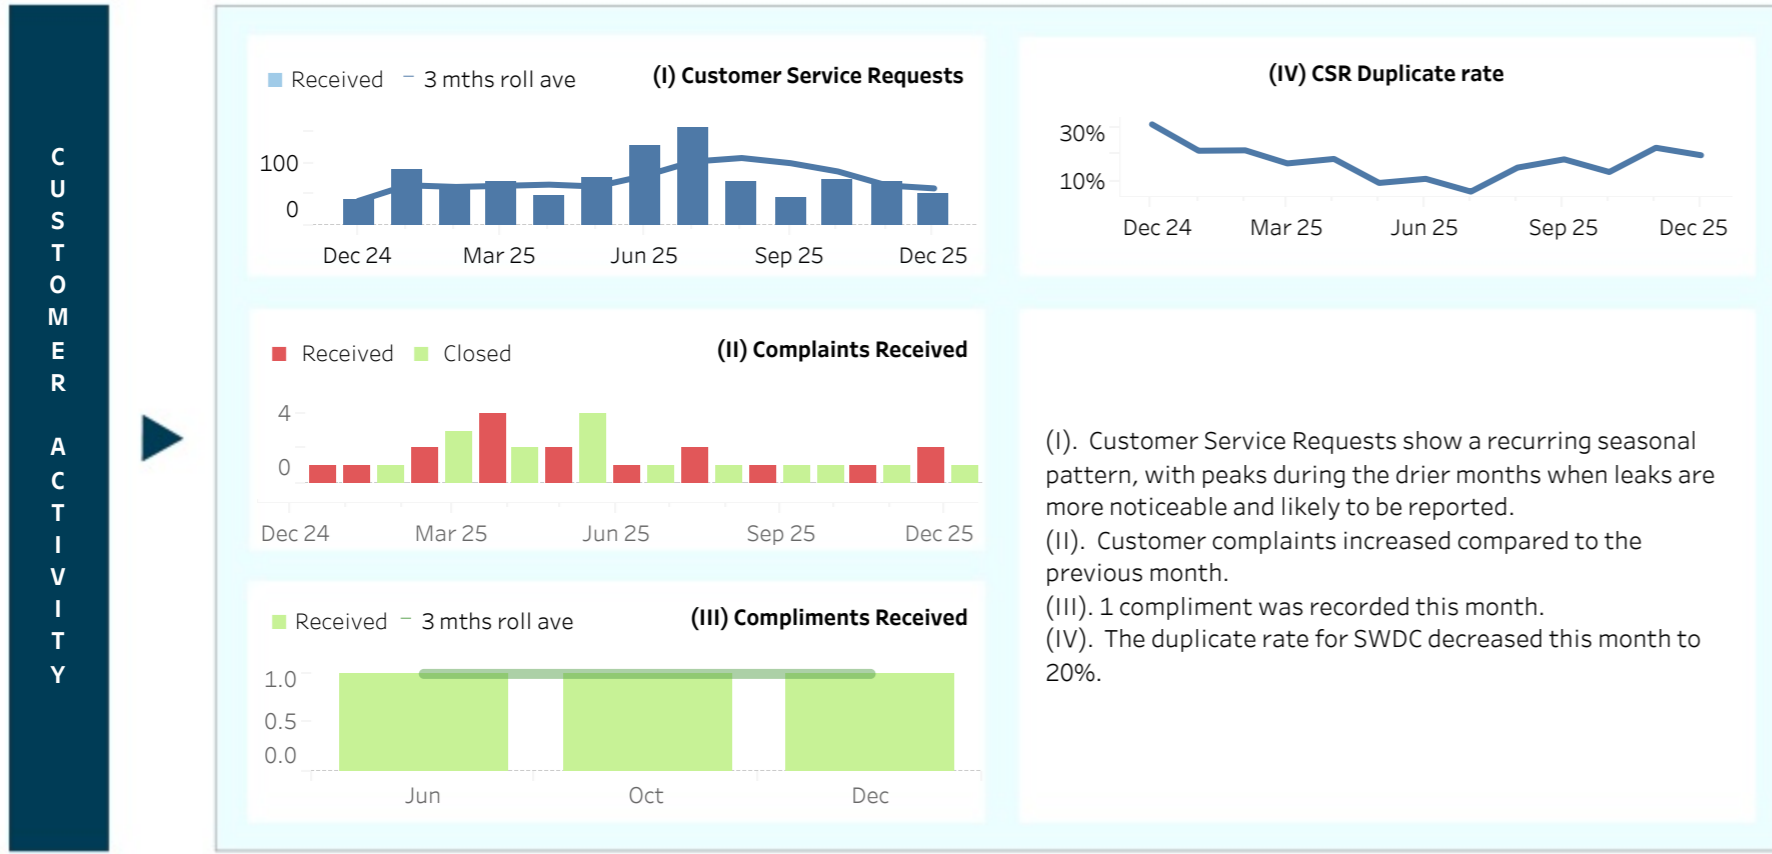 CUSTOMER ACTIVITY
Received 3 mths roll ave
(I) Customer Service Requests
100
0
Dec 24 Mar 25 Jun 25 Sep 25 Dec 25
(IV) CSR Duplicate rate
30%
10%
Dec 24 Mar 25 Jun 25 Sep 25 Dec 25
Received Closed
(II) Complaints Received
4
0
Dec 24 Mar 25 Jun 25 Sep 25 Dec 25
Received 3 mths roll ave
(III) Compliments Received
1.0
0.5
0.0
Jun Oct Dec
(I). Customer Service Requests show a recurring seasonal
pattern, with peaks during the drier months when leaks are
more noticeable and likely to be reported.
(II). Customer complaints increased compared to the
previous month.
(III). 1 compliment was recorded this month.
(IV). The duplicate rate for SWDC decreased this month to
20%.